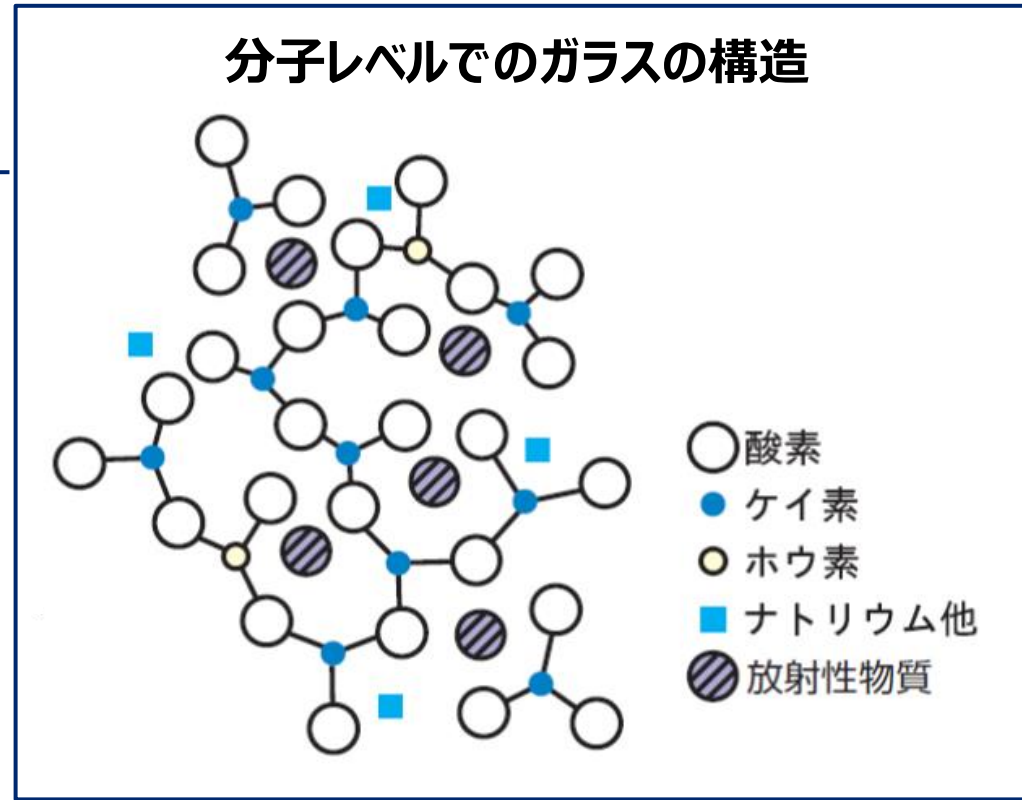 分子レベルでのガラスの構造
酸素
ケイ素
ホウ素
ナトリウム他
放射性物質